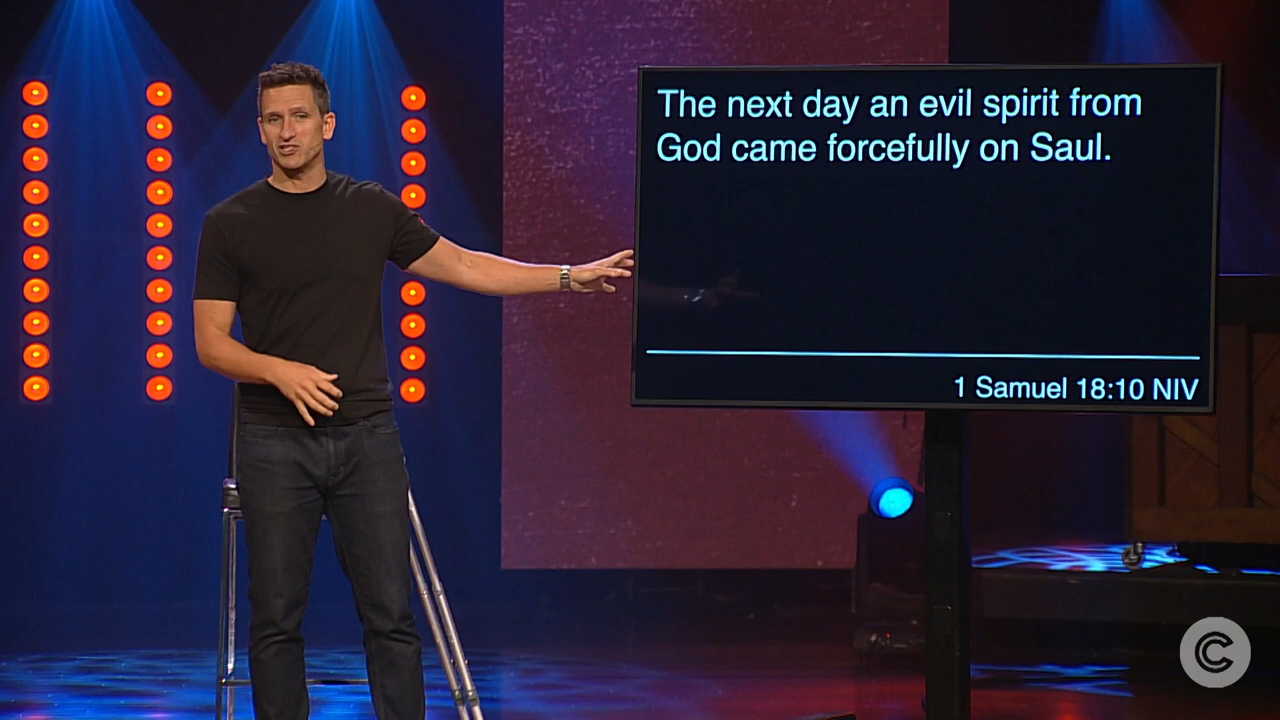 The next day an evil spirit from
God came forcefully on Saul.
1 Samuel 18:10 NIV
C